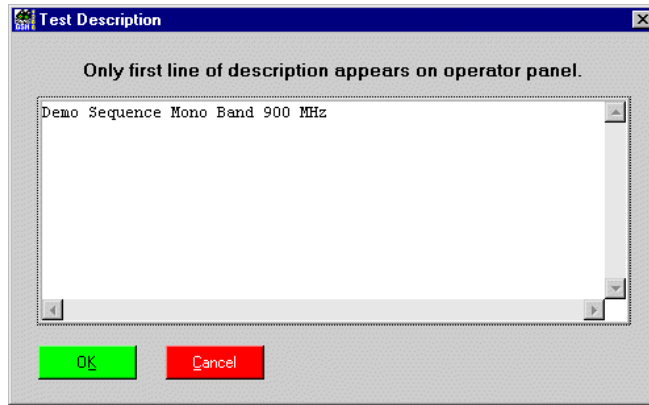 Test Description
Only first line of description appears on operator panel.
Demo Sequence Mono Band 900 MHz
OK
Cancel